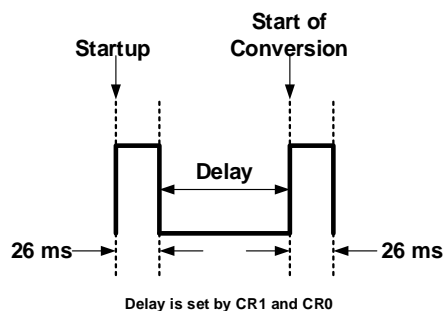 Startup
Start of
Conversion
Delay
26 ms
26 ms
Delay is set by CR1 and CR0